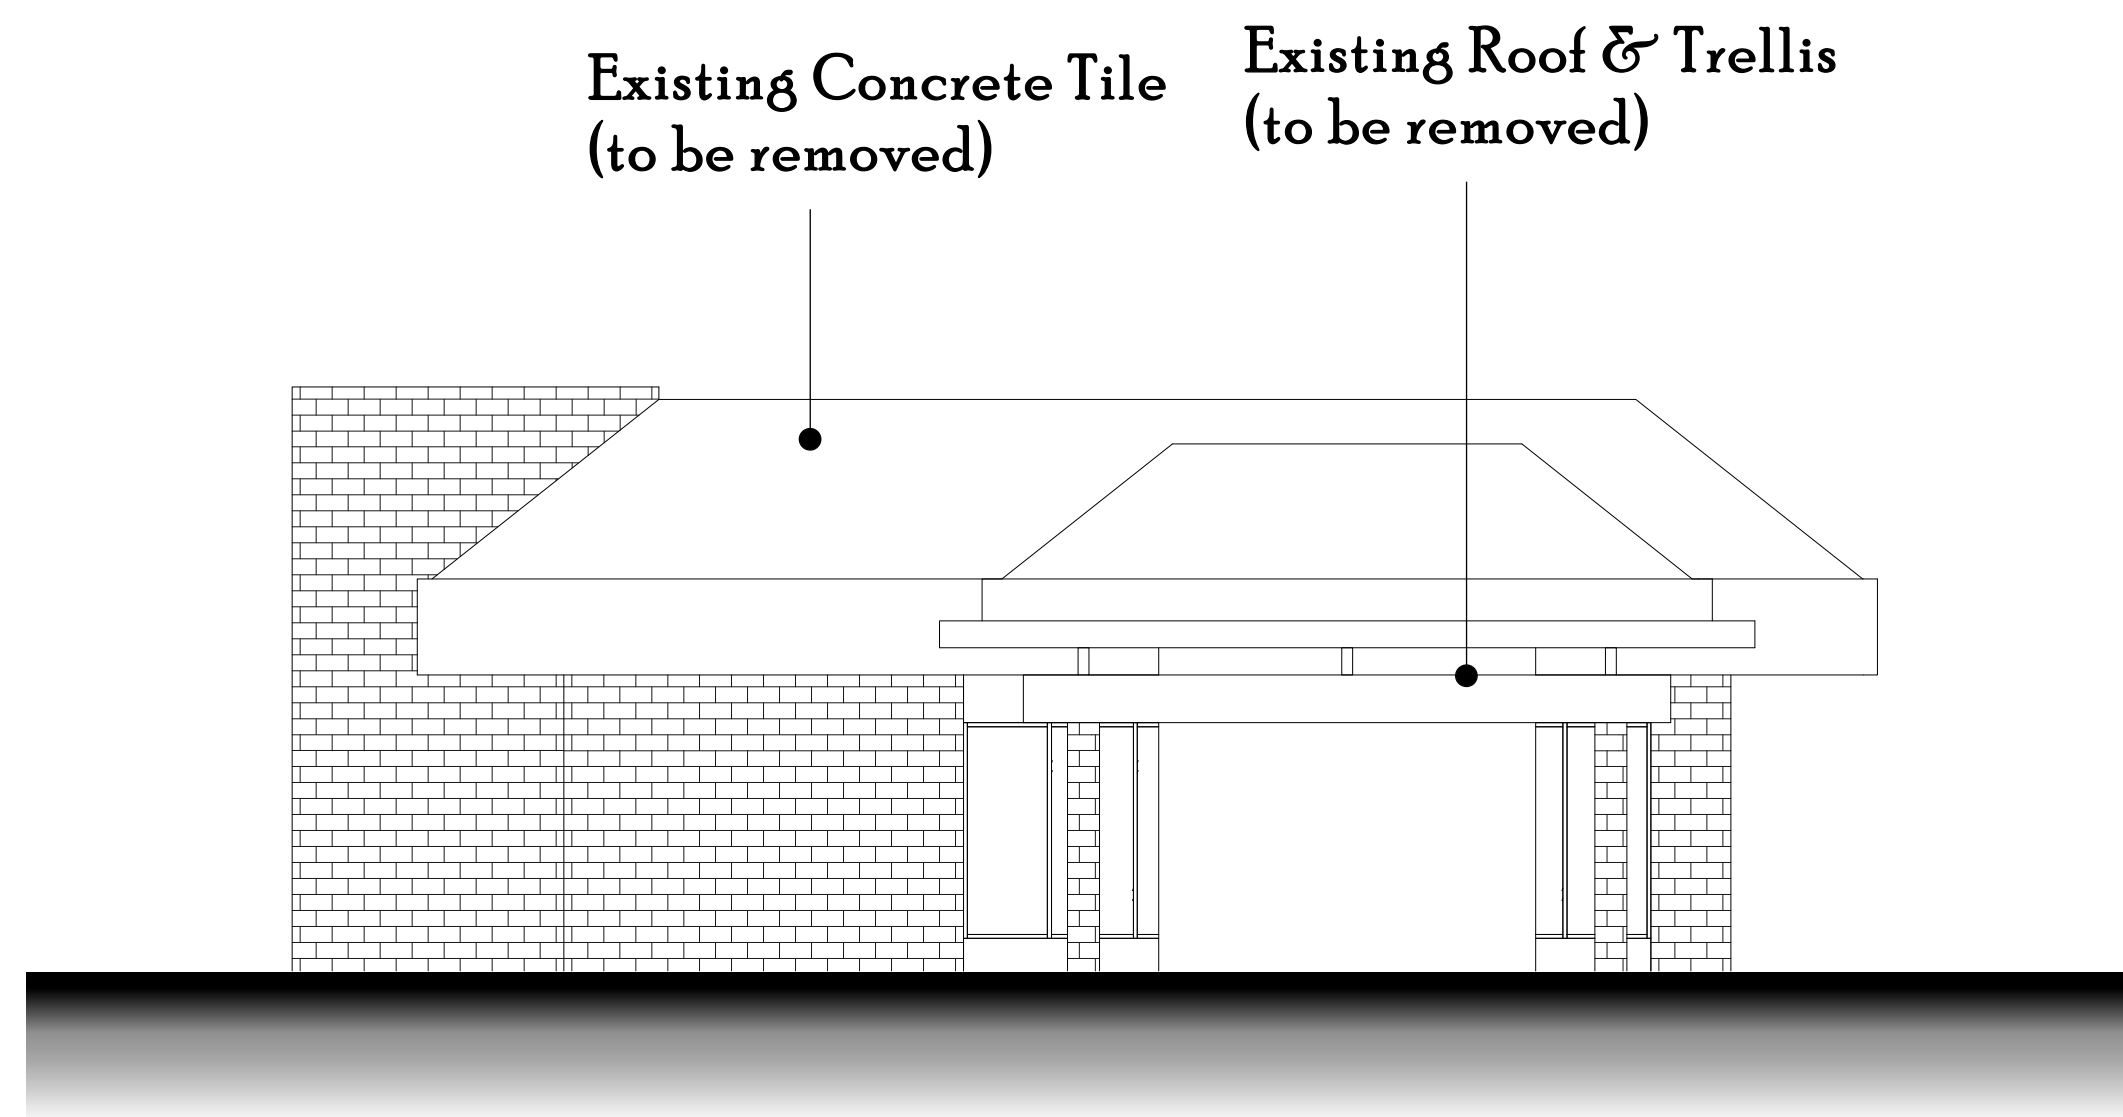 Existing Concrete Tile
(to be removed)
Existing Roof & Trellis
(to be removed)